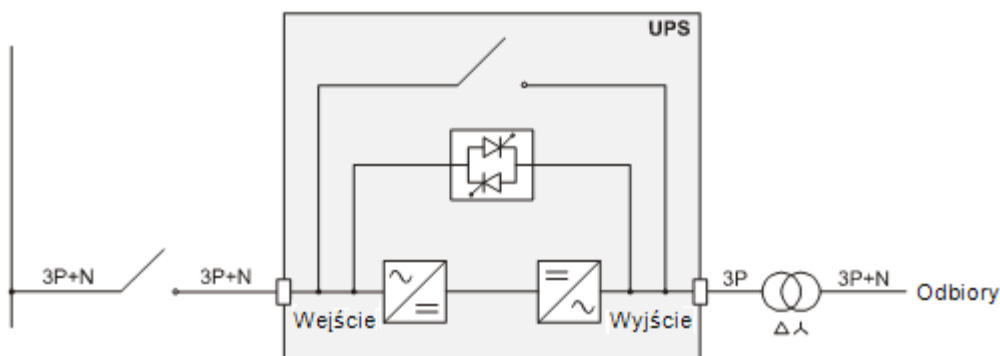 UPS
3P+N
3P+N
3P
3P+N
Odbiory
Wejście
Wyjście